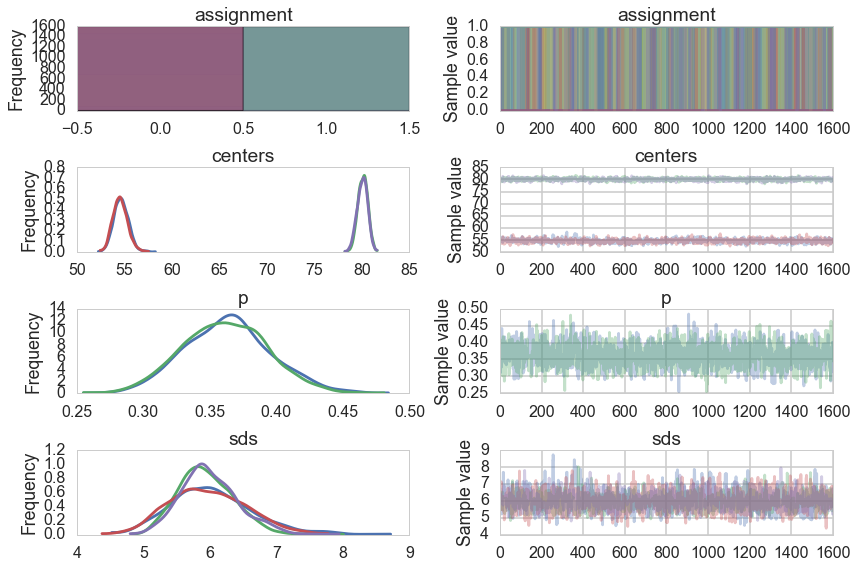 assignment
Frequency
1600
1400
1200
1000
800
600
400
200
0
−0.5 0.0 0.5 1.0 1.5
assignment
Sample value
1.0
0.8
0.6
0.4
0.2
0.0
0 200 400 600 800 1000 1200 1400 1600
centers
Frequency
0.8
0.7
0.6
0.5
0.4
0.3
0.2
0.1
0.0
50 55 60 65 70 75 80 85
centers
Sample value
85
80
75
70
65
60
55
50
0 200 400 600 800 1000 1200 1400 1600
p
Frequency
14
12
10
8
6
4
2
0
0.25 0.30 0.35 0.40 0.45 0.50
p
Sample value
0.50
0.45
0.40
0.35
0.30
0.25
0 200 400 600 800 1000 1200 1400 1600
sds
Frequency
1.2
1.0
0.8
0.6
0.4
0.2
0.0
4 5 6 7 8 9
sds
Sample value
9
8
7
6
5
4
0 200 400 600 800 1000 1200 1400 1600